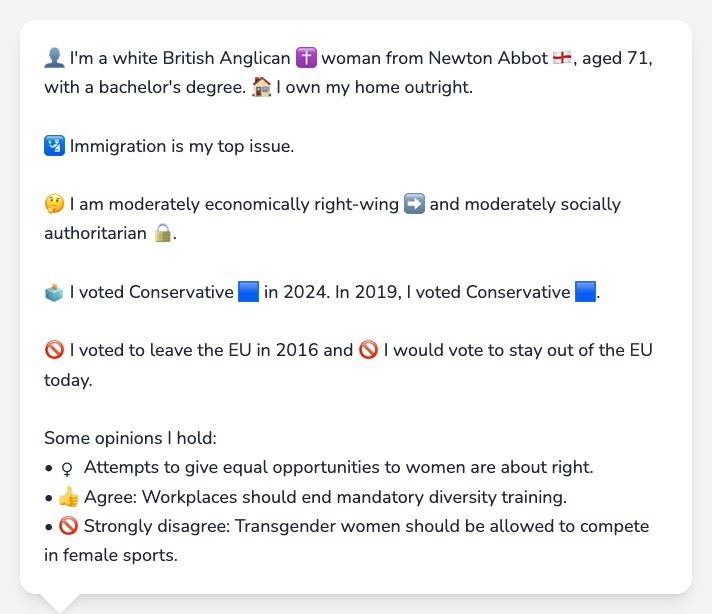 👤 I'm a white British Anglican ✝️ woman from Newton Abbot 🏴󠁧󠁢󠁥󠁮󠁧󠁿, aged 71,
with a bachelor's degree. 🏠 I own my home outright.
🛂 Immigration is my top issue.
🤔 I am moderately economically right-wing ➡️ and moderately socially
authoritarian 🔒.
🗳️ I voted Conservative 🟦 in 2024. In 2019, I voted Conservative 🟦.
🚫 I voted to leave the EU in 2016 and 🚫 I would vote to stay out of the EU
today.
Some opinions I hold:
• ♀ Attempts to give equal opportunities to women are about right.
• 👍 Agree: Workplaces should end mandatory diversity training.
• 🚫 Strongly disagree: Transgender women should be allowed to compete
in female sports.